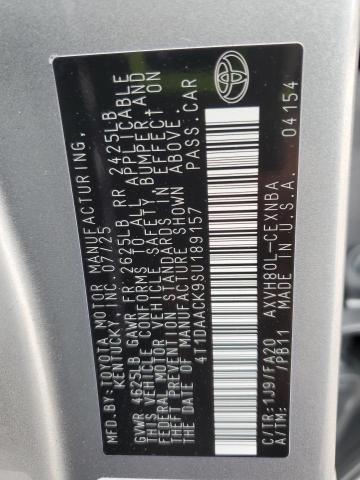 MFD.BY:TOYOTA MOTOR MANUFACTURING,
KENTUCKY, INC. 07/25
GVWR 4625LB GAWR FR 2625LB RR 2425LB
THIS VEHICLE CONFORMS TO ALL APPLICABLE
FEDERAL MOTOR VEHICLE SAFETY, BUMPER, AND
THEFT PREVENTION STANDARDS IN EFFECT ON
THE DATE OF MANUFACTURE SHOWN ABOVE.
4T1DAACK9SU189157 PASS.CAR
C/TR:1J9/FA20 AXVH80L-CEXNBA
A/TM: /PB11 MADE IN U.S.A.
04154